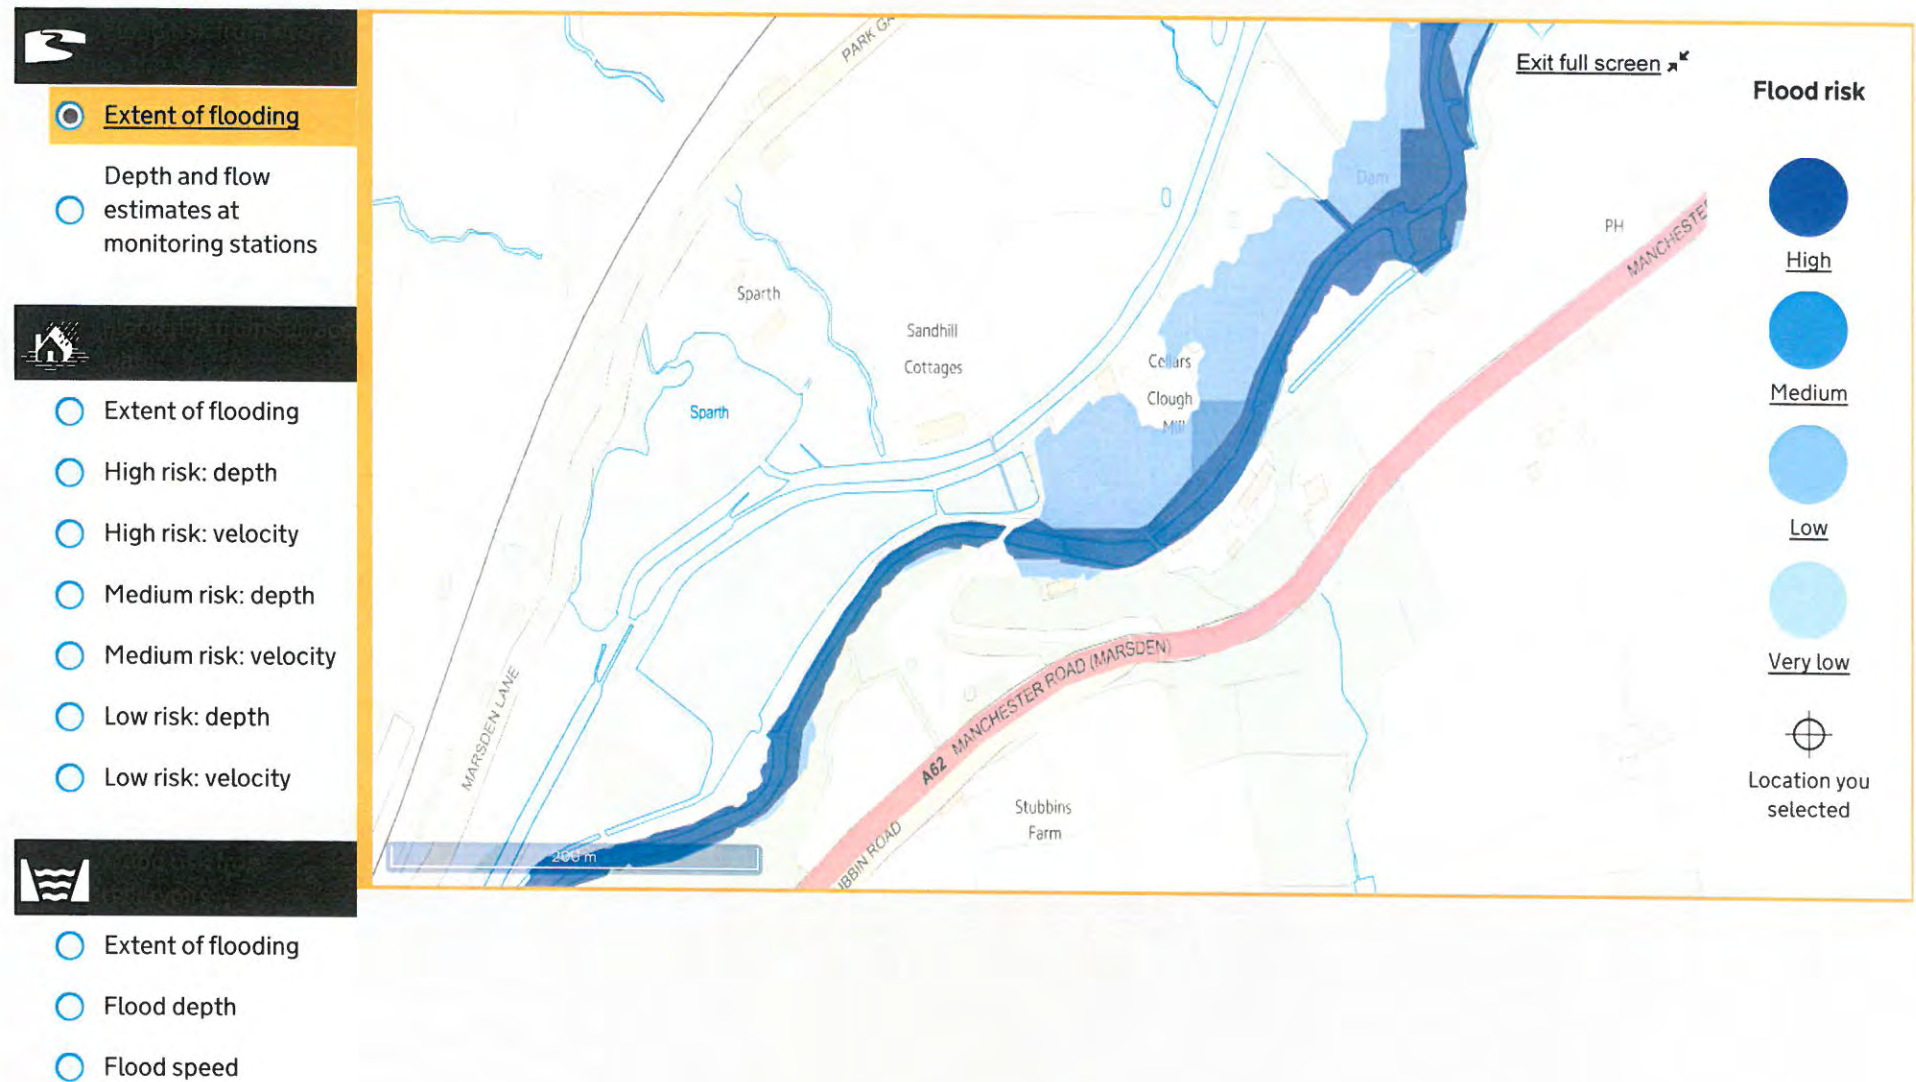 Extent of flooding
Depth and flow
estimates at
monitoring stations
Extent of flooding
High risk: depth
High risk: velocity
Medium risk: depth
Medium risk: velocity
Low risk: depth
Low risk: velocity
Extent of flooding
Flood depth
Flood speed
PARK
Exit full screen
Dam
PH
MANCHESTE
Sparth
Sandhill
Cottages
Cellars
Clough
Mill
Sparth
MARSDEN LANE
A62 MANCHESTER ROAD (MARSDEN)
Stubbins
Farm
BBIN ROAD
200 m
Flood risk
High
Medium
Low
Very low
Location you
selected